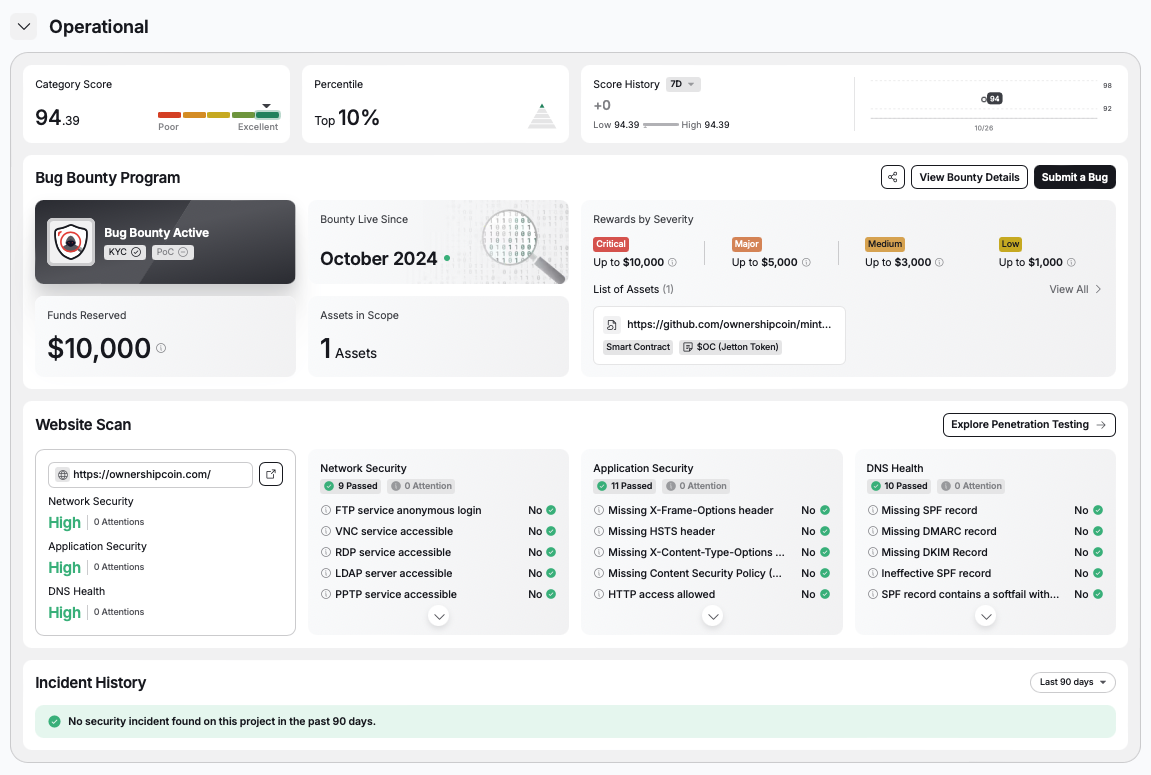 Operational
Category Score
94.39
Poor
Excellent
Percentile
Top 10%
Score History 7D
+0
Low 94.39 High 94.39
98
94
92
10/26
Bug Bounty Program
View Bounty Details
Submit a Bug
Bug Bounty Active
KYC PoC
Bounty Live Since
October 2024
Funds Reserved
$10,000
Assets in Scope
1 Assets
Rewards by Severity
Critical
Up to $10,000
Major
Up to $5,000
Medium
Up to $3,000
Low
Up to $1,000
List of Assets (1)
View All
https://github.com/ownershipcoin/mint...
Smart Contract $OC (Jetton Token)
Website Scan
Explore Penetration Testing
https://ownershipcoin.com/
Network Security
High 0 Attentions
Application Security
High 0 Attentions
DNS Health
High 0 Attentions
Network Security
9 Passed 0 Attention
FTP service anonymous login No
VNC service accessible No
RDP service accessible No
LDAP server accessible No
PPTP service accessible No
Application Security
11 Passed 0 Attention
Missing X-Frame-Options header No
Missing HSTS header No
Missing X-Content-Type-Options ... No
Missing Content Security Policy (... No
HTTP access allowed No
DNS Health
10 Passed 0 Attention
Missing SPF record No
Missing DMARC record No
Missing DKIM Record No
Ineffective SPF record No
SPF record contains a softfail with... No
Incident History
Last 90 days
No security incident found on this project in the past 90 days.